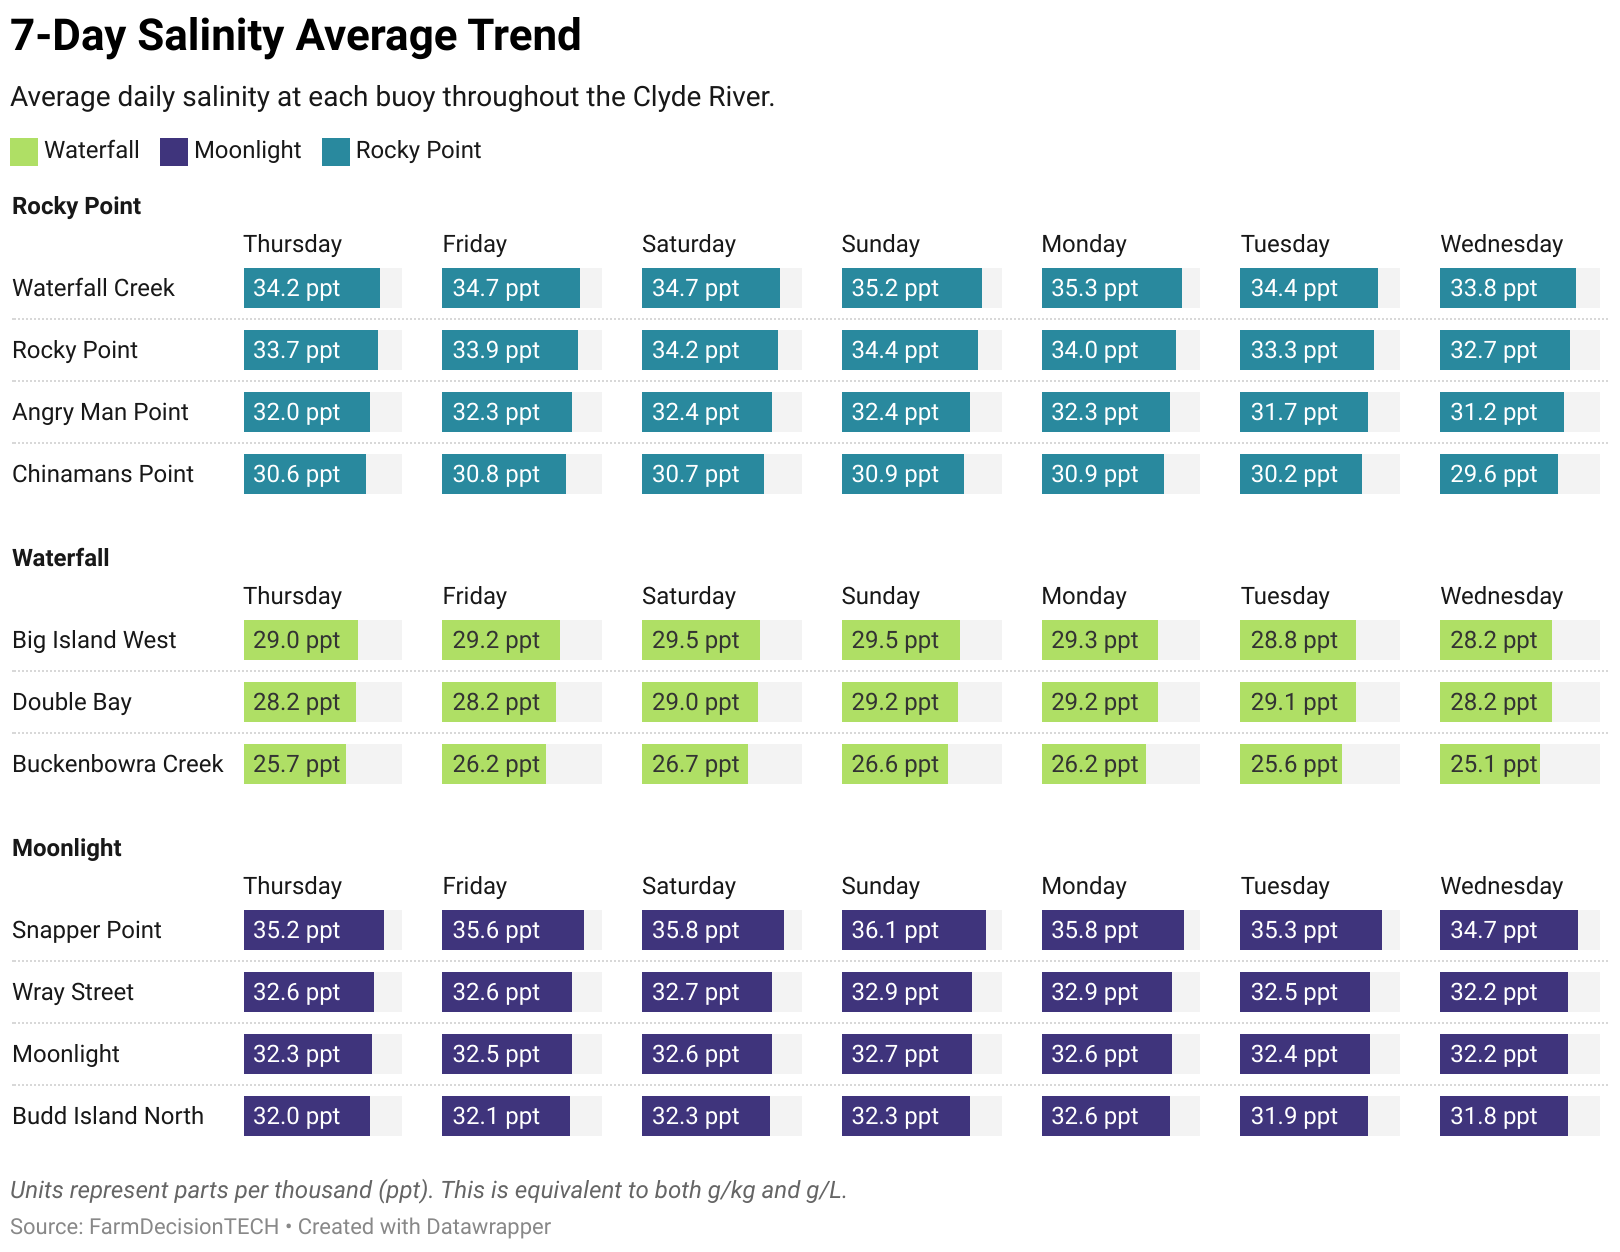 7-Day Salinity Average Trend
Average daily salinity at each buoy throughout the Clyde River.
Waterfall Moonlight Rocky Point
Rocky Point
Thursday Friday Saturday Sunday Monday Tuesday Wednesday
Waterfall Creek 34.2 ppt 34.7 ppt 34.7 ppt 35.2 ppt 35.3 ppt 34.4 ppt 33.8 ppt
Rocky Point 33.7 ppt 33.9 ppt 34.2 ppt 34.4 ppt 34.0 ppt 33.3 ppt 32.7 ppt
Angry Man Point 32.0 ppt 32.3 ppt 32.4 ppt 32.4 ppt 32.3 ppt 31.7 ppt 31.2 ppt
Chinamans Point 30.6 ppt 30.8 ppt 30.7 ppt 30.9 ppt 30.9 ppt 30.2 ppt 29.6 ppt
Waterfall
Thursday Friday Saturday Sunday Monday Tuesday Wednesday
Big Island West 29.0 ppt 29.2 ppt 29.5 ppt 29.5 ppt 29.3 ppt 28.8 ppt 28.2 ppt
Double Bay 28.2 ppt 28.2 ppt 29.0 ppt 29.2 ppt 29.2 ppt 29.1 ppt 28.2 ppt
Buckenbowra Creek 25.7 ppt 26.2 ppt 26.7 ppt 26.6 ppt 26.2 ppt 25.6 ppt 25.1 ppt
Moonlight
Thursday Friday Saturday Sunday Monday Tuesday Wednesday
Snapper Point 35.2 ppt 35.6 ppt 35.8 ppt 36.1 ppt 35.8 ppt 35.3 ppt 34.7 ppt
Wray Street 32.6 ppt 32.6 ppt 32.7 ppt 32.9 ppt 32.9 ppt 32.5 ppt 32.2 ppt
Moonlight 32.3 ppt 32.5 ppt 32.6 ppt 32.7 ppt 32.6 ppt 32.4 ppt 32.2 ppt
Budd Island North 32.0 ppt 32.1 ppt 32.3 ppt 32.3 ppt 32.6 ppt 31.9 ppt 31.8 ppt
Units represent parts per thousand (ppt). This is equivalent to both g/kg and g/L.
Source: FarmDecisionTECH • Created with Datawrapper